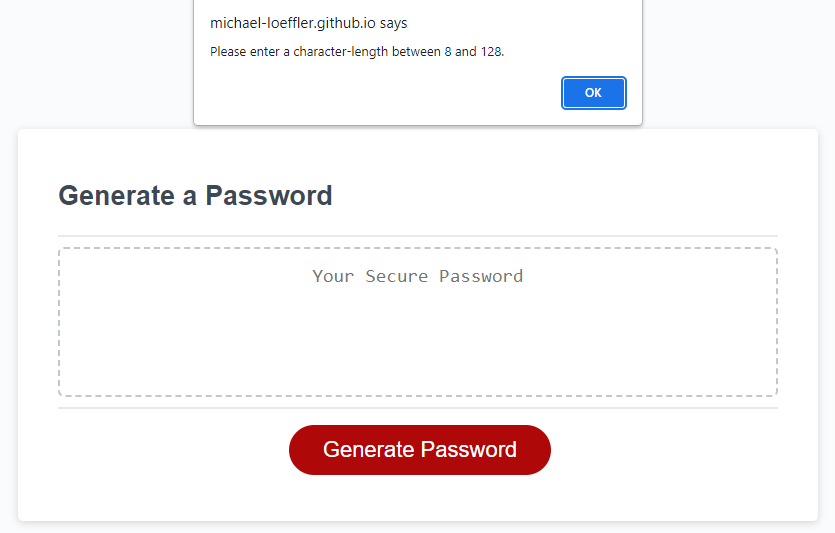 michael-loeffler.github.io says
Please enter a character-length between 8 and 128.
OK
Generate a Password
Your Secure Password
Generate Password